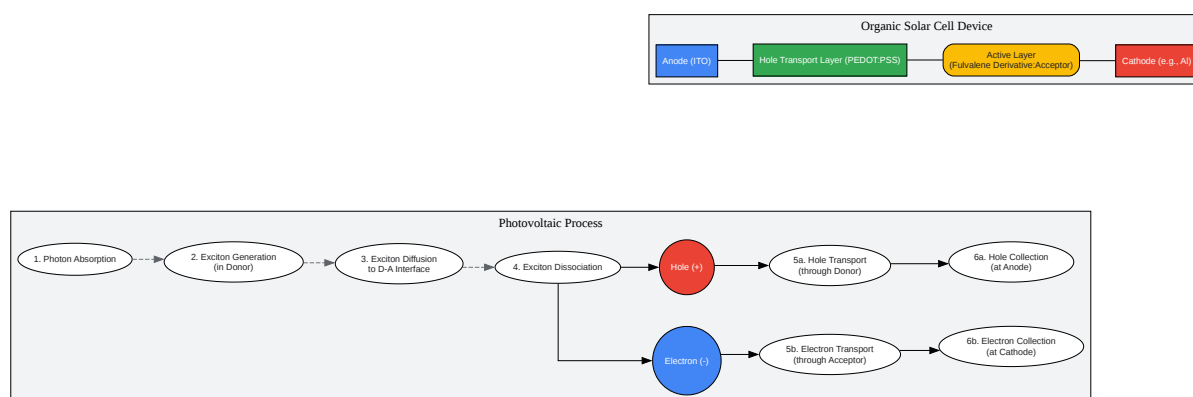 Organic Solar Cell Device
Anode (ITO)
Hole Transport Layer (PEDOT:PSS)
Active Layer
(Fulvalene Derivative:Acceptor)
Cathode (e.g., Al)
Photovoltaic Process
1. Photon Absorption
2. Exciton Generation
(in Donor)
3. Exciton Diffusion
to D-A Interface
4. Exciton Dissociation
Hole (+)
5a. Hole Transport
(through Donor)
6a. Hole Collection
(at Anode)
Electron (-)
5b. Electron Transport
(through Acceptor)
6b. Electron Collection
(at Cathode)